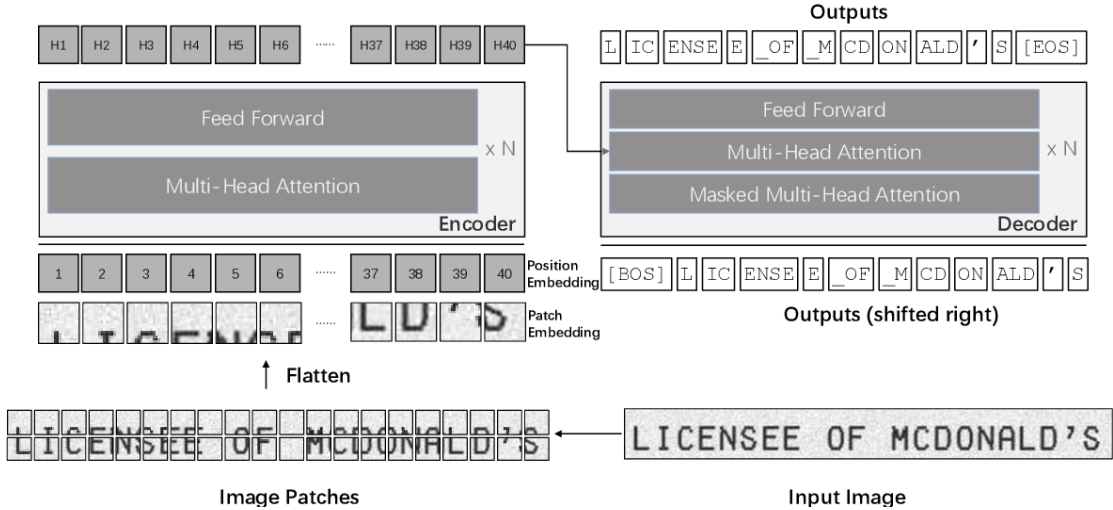 H1 H2 H3 H4 H5 H6 ...... H37 H38 H39 H40
Feed Forward
Multi-Head Attention
x N
Encoder
1 2 3 4 5 6 ...... 37 38 39 40
Position Embedding
...... Patch Embedding
LD'S
Flatten
LICENSEE OF MCDONALD'S
Image Patches
Outputs
L IC ENSE E _OF _M CD ON ALD ' S [EOS]
Feed Forward
Multi-Head Attention
Masked Multi-Head Attention
x N
Decoder
[BOS] L IC ENSE E _OF _M CD ON ALD ' S
Outputs (shifted right)
LICENSEE OF MCDONALD'S
Input Image